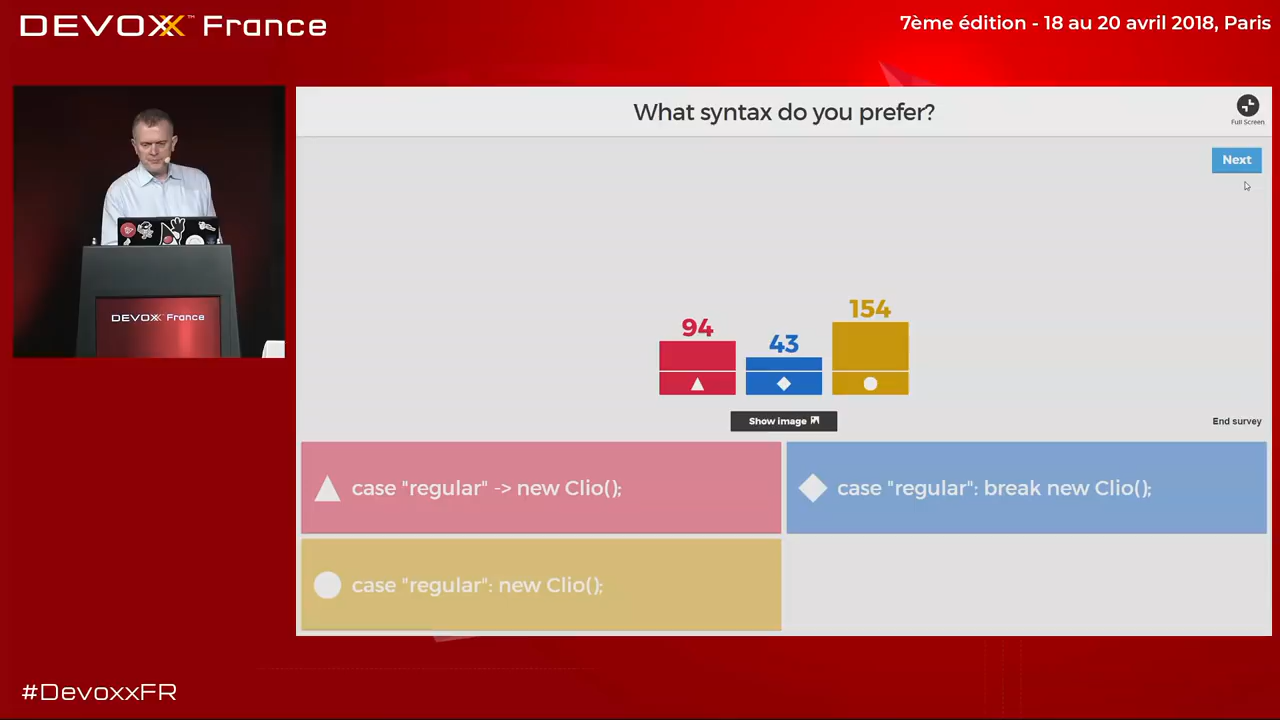 DEVOXX™ France
7ème édition - 18 au 20 avril 2018, Paris
What syntax do you prefer?
Full Screen
Next
94
43
154
Show image
End survey
case "regular" -> new Clio();
case "regular": break new Clio();
case "regular": new Clio();
DEVOXX™ France
#DevoxxFR